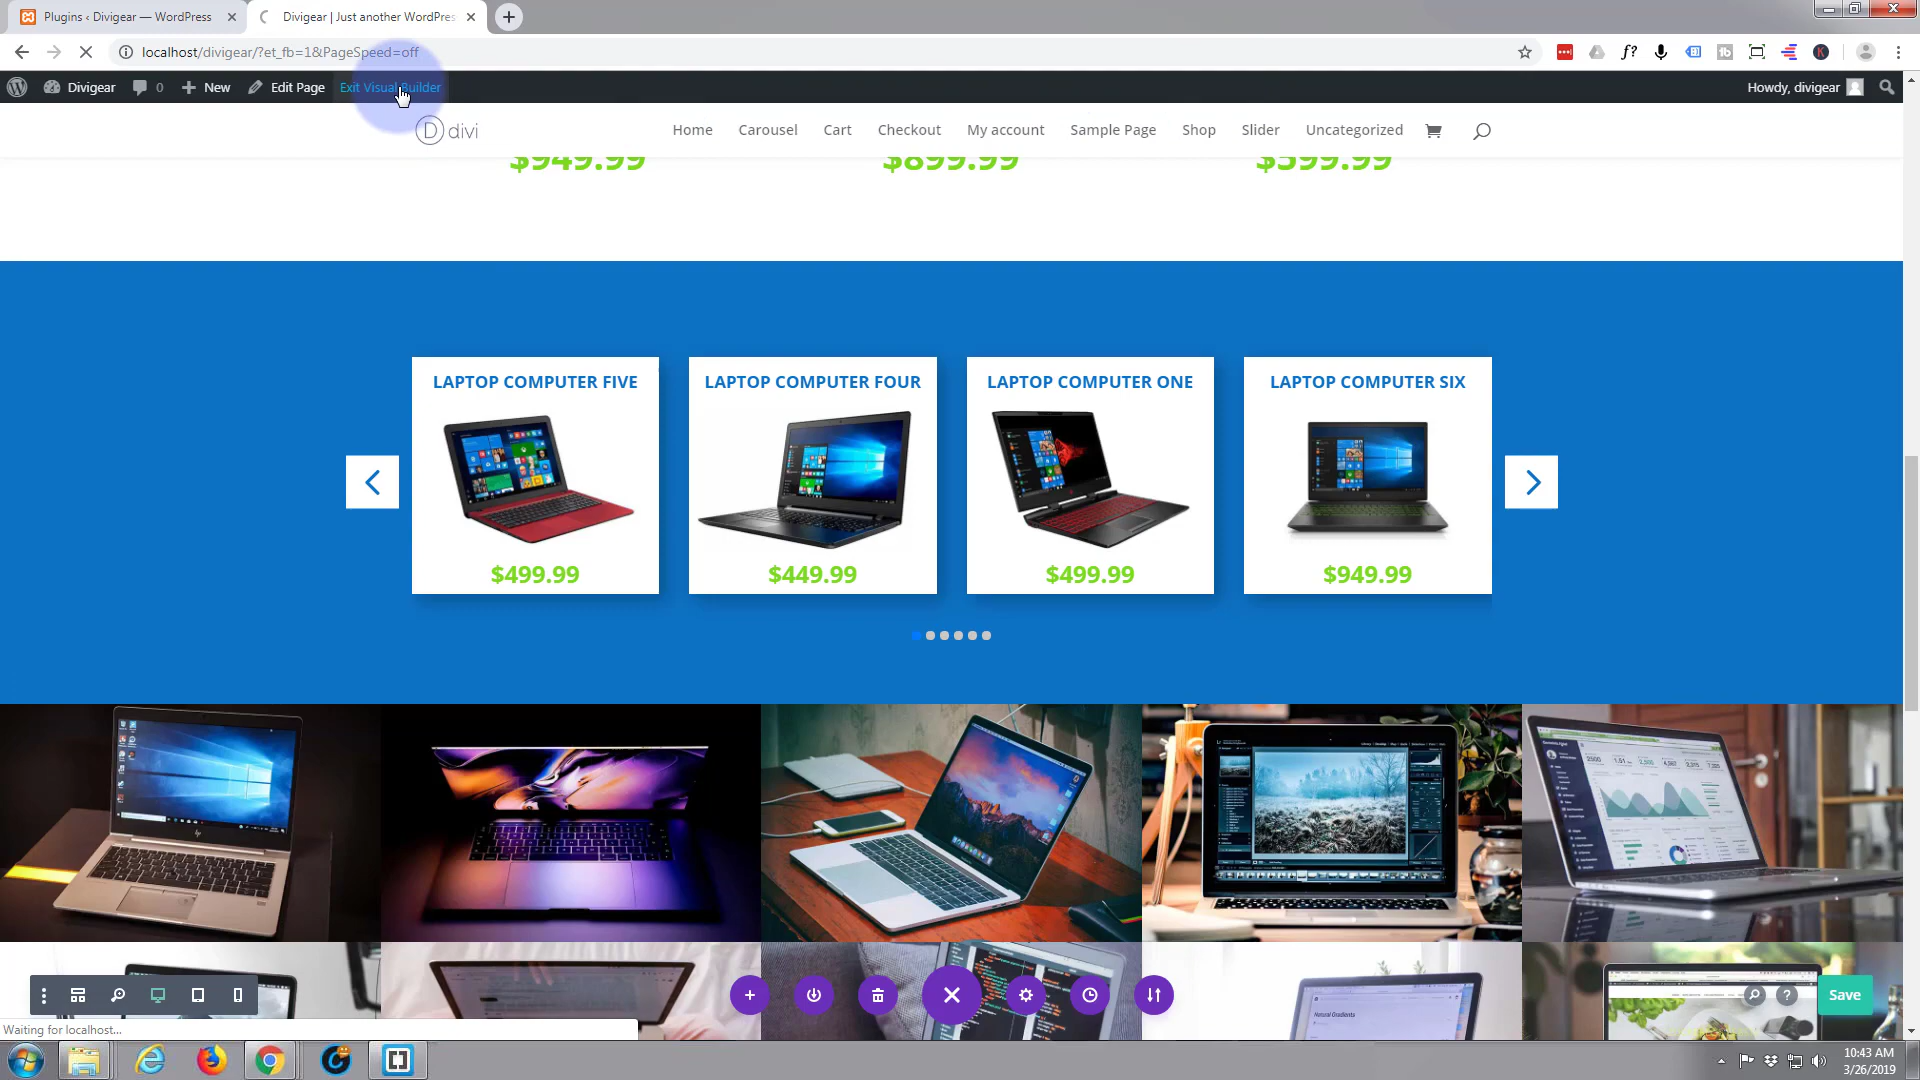 Plugins ‹ Divigear — WordPress
Divigear | Just another WordPres
localhost/divigear/?et_fb=1&PageSpeed=off
Divigear
0
New
Edit Page
Exit Visual Builder
Howdy, divigear
divi
Home
Carousel
Cart
Checkout
My account
Sample Page
Shop
Slider
Uncategorized
$949.99
$899.99
$599.99
LAPTOP COMPUTER FIVE
LAPTOP COMPUTER FOUR
LAPTOP COMPUTER ONE
LAPTOP COMPUTER SIX
$499.99
$449.99
$499.99
$949.99
Natural Gradients
Save
Waiting for localhost...
10:43 AM
3/26/2019